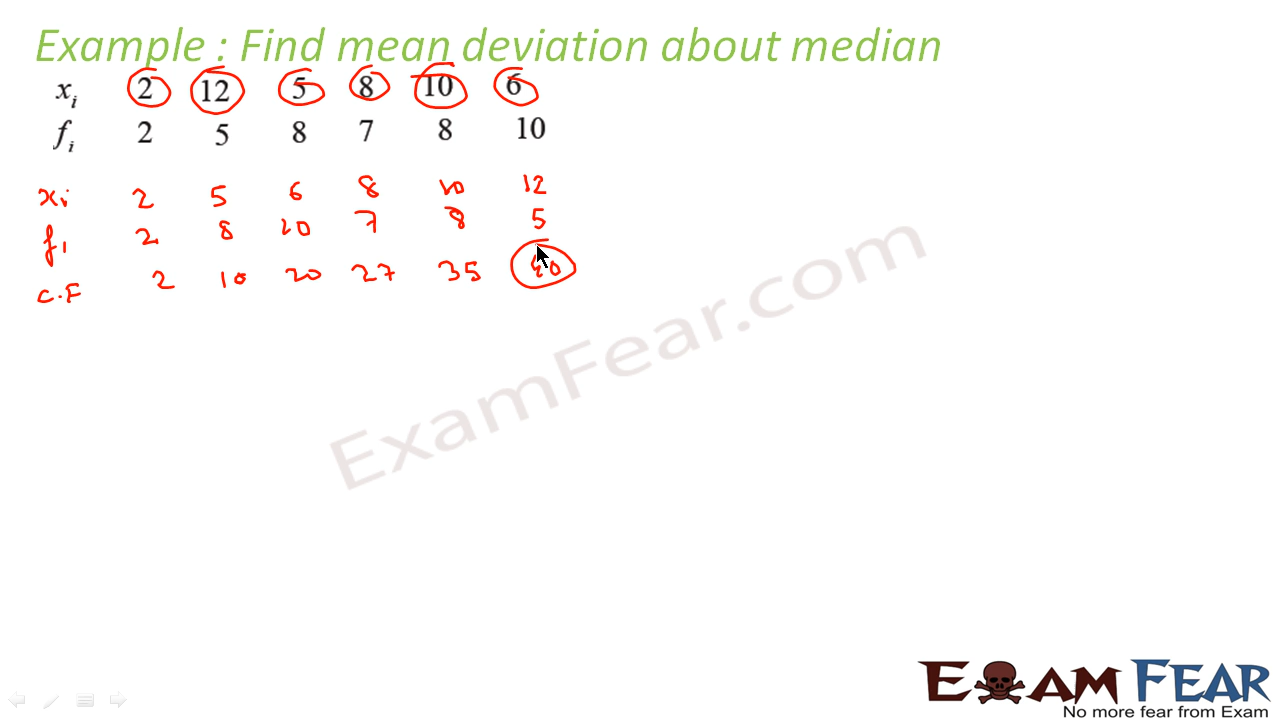 Example : Find mean deviation about median
xᵢ 2 12 5 8 10 6
fᵢ 2 5 8 7 8 10
xi 2 5 6 8 10 12
fi 2 8 10 7 8 5
C.F 2 10 20 27 35 40
ExamFear.com
EXAM FEAR
No more fear from Exam